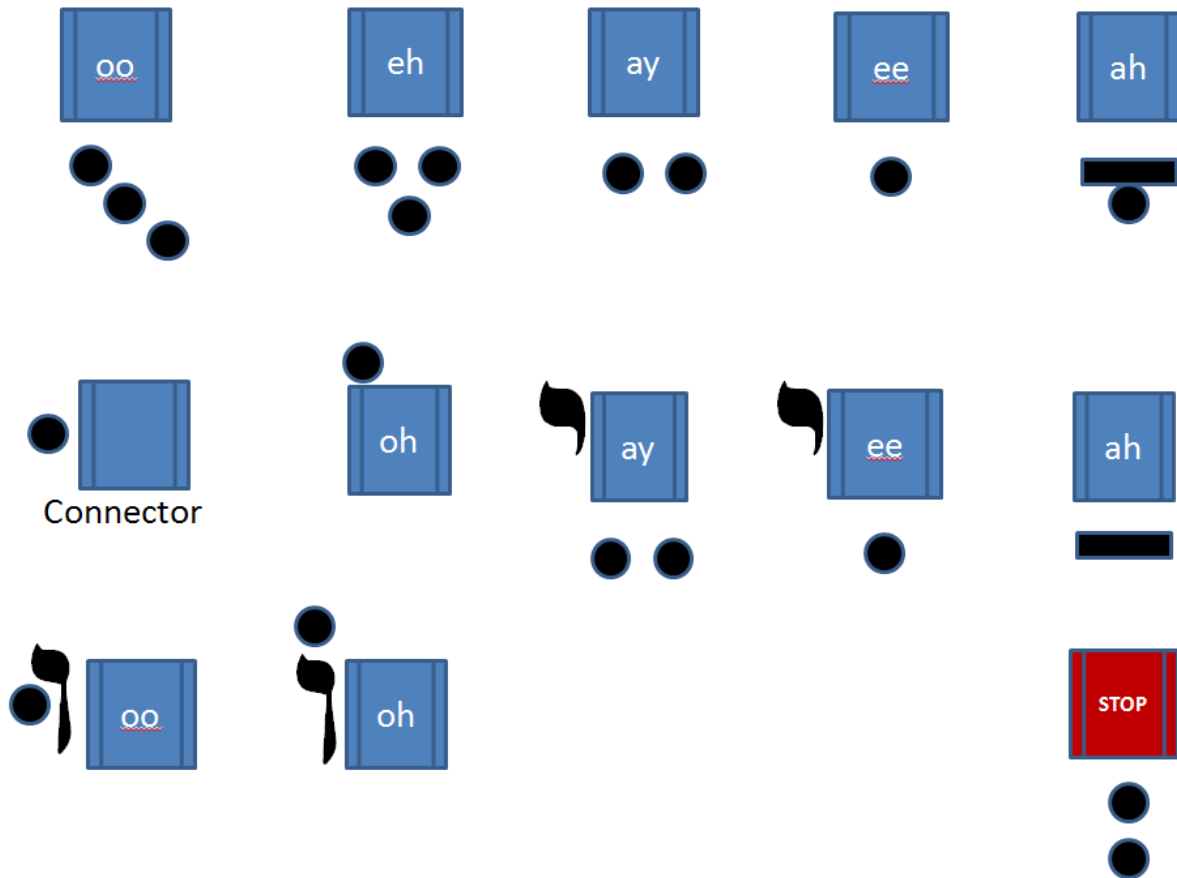 oo eh ay ee ah
oh י ay י ee ah
Connector
ו oo ו oh STOP